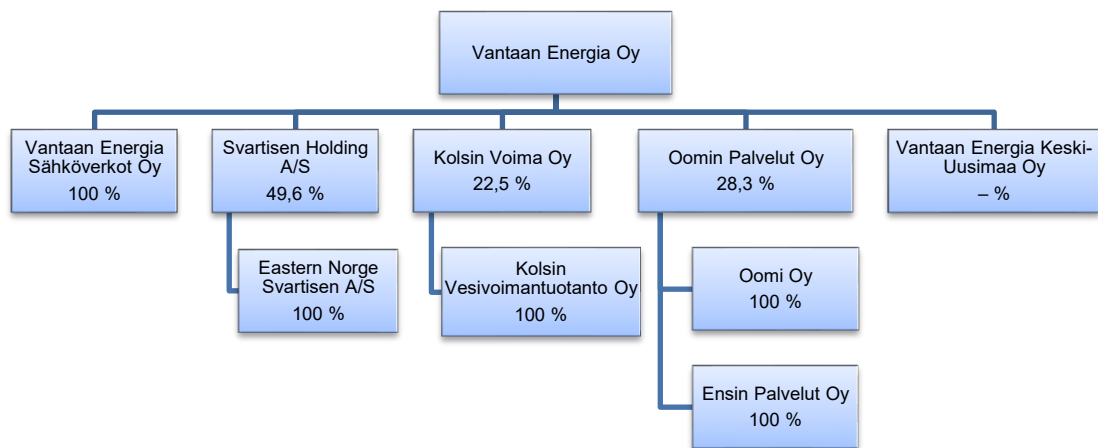 Vantaan Energia Oy
Vantaan Energia
Sähköverkot Oy
100 %
Svartisen Holding
A/S
49,6 %
Kolsin Voima Oy
22,5 %
Oomin Palvelut Oy
28,3 %
Vantaan Energia Keski-
Uusimaa Oy
– %
Eastern Norge
Svartisen A/S
100 %
Kolsin
Vesivoimantuotanto Oy
100 %
Oomi Oy
100 %
Ensin Palvelut Oy
100 %